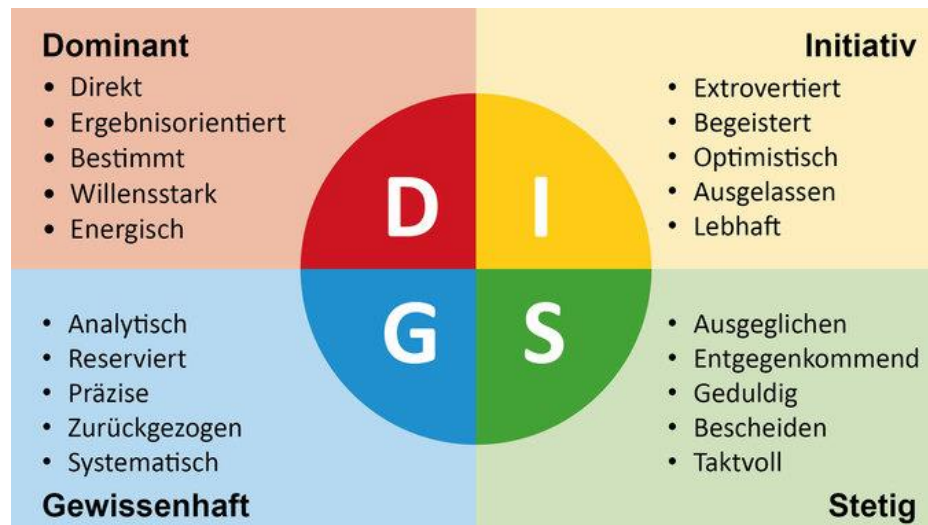 Dominant
• Direkt
• Ergebnisorientiert
• Bestimmt
• Willensstark
• Energisch
Initiativ
• Extrovertiert
• Begeistert
• Optimistisch
• Ausgelassen
• Lebhaft
D
I
G
S
• Analytisch
• Reserviert
• Präzise
• Zurückgezogen
• Systematisch
Gewissenhaft
• Ausgeglichen
• Entgegenkommend
• Geduldig
• Bescheiden
• Taktvoll
Stetig